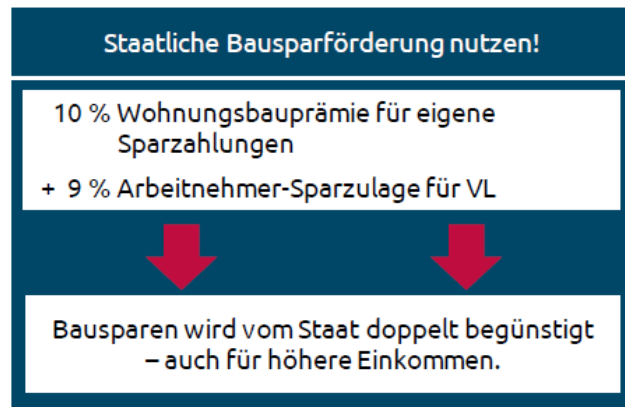 Staatliche Bausparförderung nutzen!
10 % Wohnungsbauprämie für eigene
Sparzahlungen
+ 9 % Arbeitnehmer-Sparzulage für VL
Bausparen wird vom Staat doppelt begünstigt
– auch für höhere Einkommen.